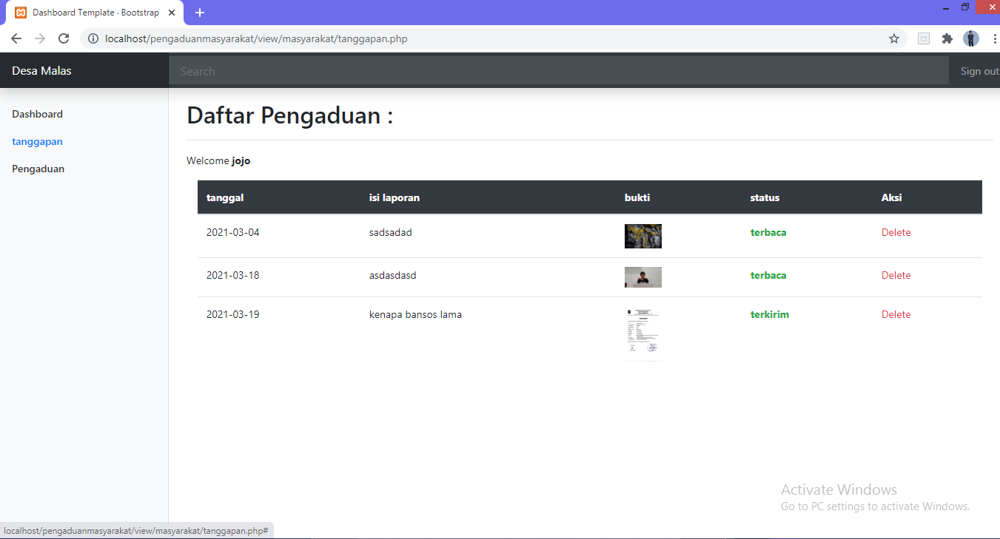 Dashboard Template · Bootstrap
localhost/pengaduanmasyarakat/view/masyarakat/tanggapan.php
Desa Malas
Search
Sign out
Dashboard
tanggapan
Pengaduan
Daftar Pengaduan :
Welcome jojo
tanggal isi laporan bukti status Aksi
2021-03-04 sadsadad terbaca Delete
2021-03-18 asdasdasd terbaca Delete
2021-03-19 kenapa bansos lama terkirim Delete
Activate Windows
Go to PC settings to activate Windows.
localhost/pengaduanmasyarakat/view/masyarakat/tanggapan.php#